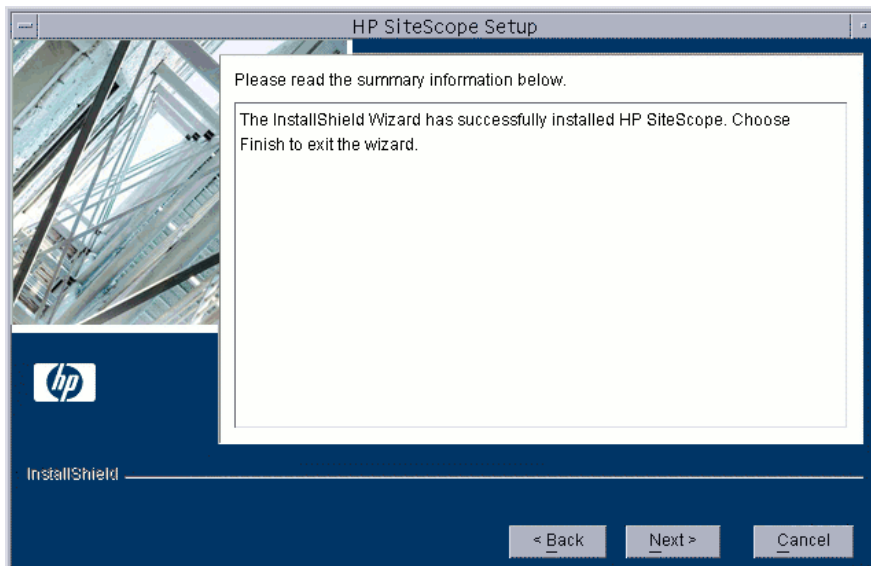 HP SiteScope Setup
Please read the summary information below.
The InstallShield Wizard has successfully installed HP SiteScope. Choose
Finish to exit the wizard.
hp
InstallShield
< Back
Next >
Cancel